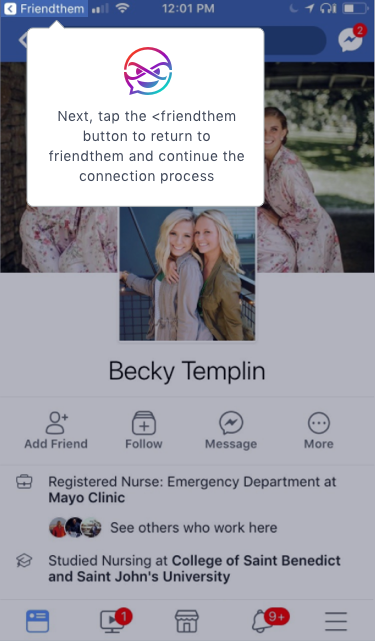 Friendthem
12:01 PM
2
Next, tap the <friendthem
button to return to
friendthem and continue the
connection process
Becky Templin
Add Friend
Follow
Message
More
Registered Nurse: Emergency Department at
Mayo Clinic
See others who work here
Studied Nursing at College of Saint Benedict
and Saint John's University
1
9+